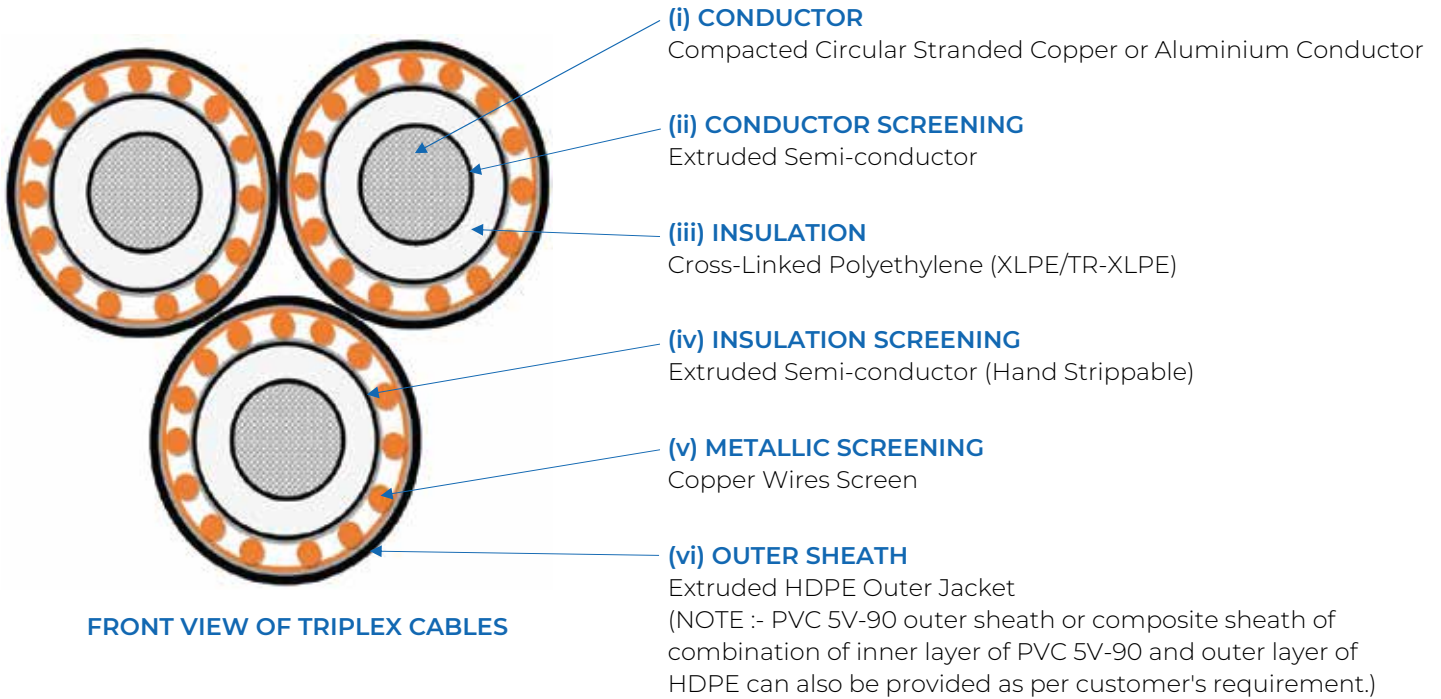 (i) CONDUCTOR
Compacted Circular Stranded Copper or Aluminium Conductor
(ii) CONDUCTOR SCREENING
Extruded Semi-conductor
(iii) INSULATION
Cross-Linked Polyethylene (XLPE/TR-XLPE)
(iv) INSULATION SCREENING
Extruded Semi-conductor (Hand Strippable)
(v) METALLIC SCREENING
Copper Wires Screen
(vi) OUTER SHEATH
Extruded HDPE Outer Jacket
(NOTE :- PVC 5V-90 outer sheath or composite sheath of
combination of inner layer of PVC 5V-90 and outer layer of
HDPE can also be provided as per customer's requirement.)
FRONT VIEW OF TRIPLEX CABLES